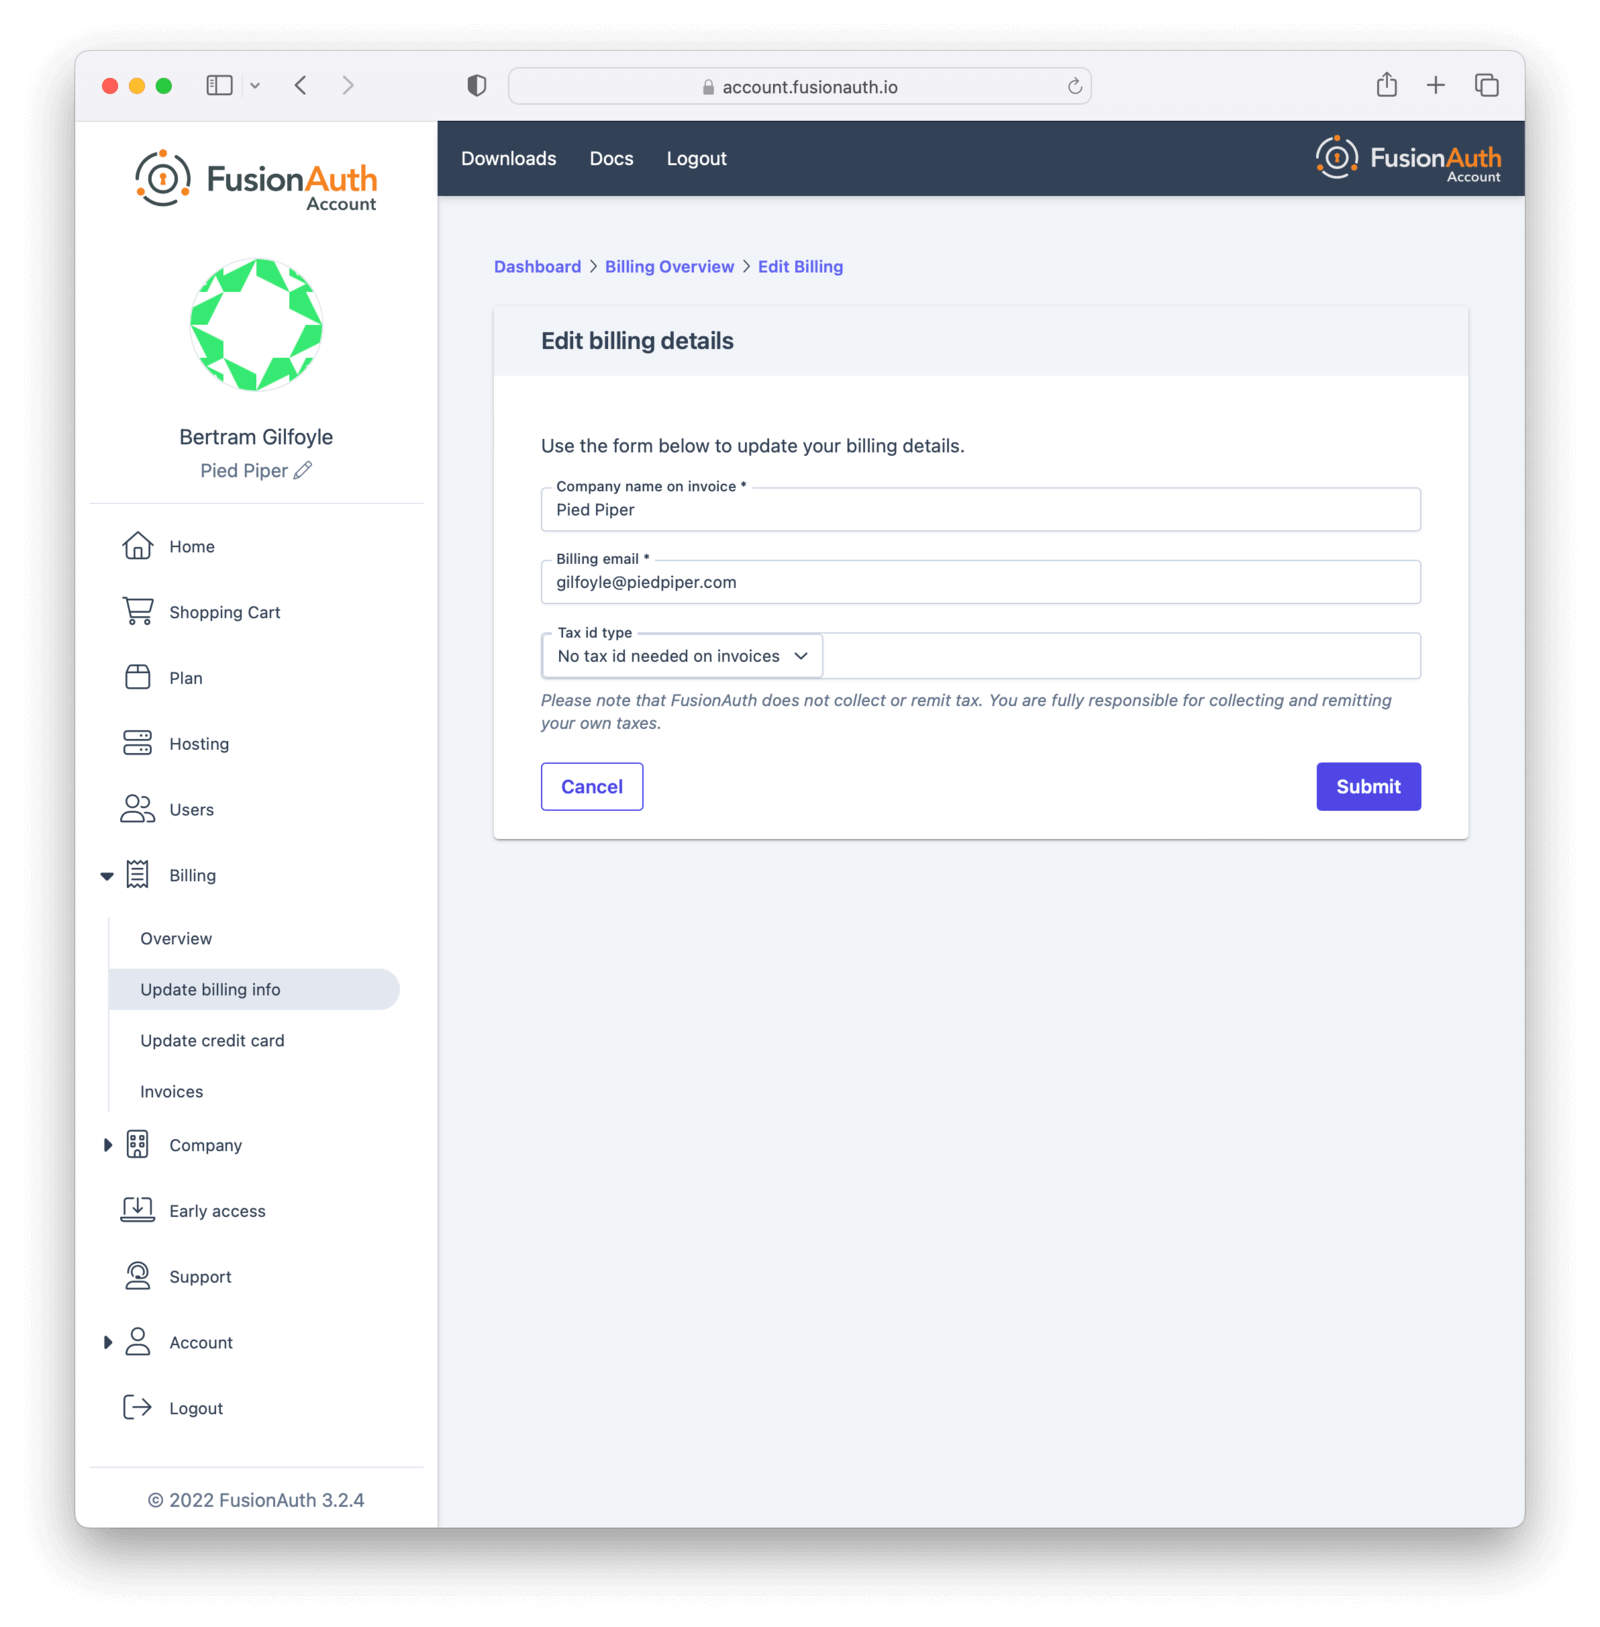 account.fusionauth.io
FusionAuth
Account
Downloads
Docs
Logout
FusionAuth
Account
Bertram Gilfoyle
Pied Piper
Home
Shopping Cart
Plan
Hosting
Users
Billing
Overview
Update billing info
Update credit card
Invoices
Company
Early access
Support
Account
Logout
© 2022 FusionAuth 3.2.4
Dashboard > Billing Overview > Edit Billing
Edit billing details
Use the form below to update your billing details.
Company name on invoice *
Pied Piper
Billing email *
gilfoyle@piedpiper.com
Tax id type
No tax id needed on invoices
Please note that FusionAuth does not collect or remit tax. You are fully responsible for collecting and remitting
your own taxes.
Cancel
Submit